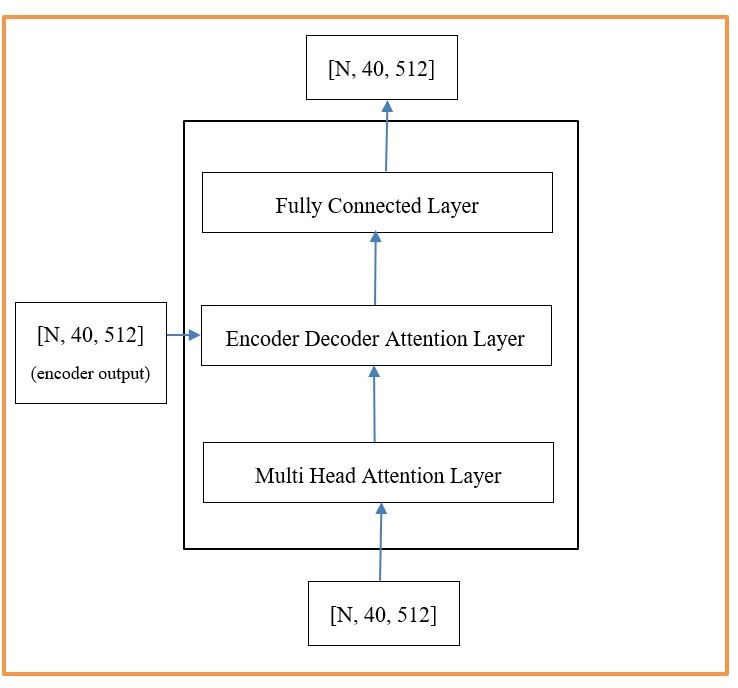 [N, 40, 512]
Fully Connected Layer
[N, 40, 512]
(encoder output)
Encoder Decoder Attention Layer
Multi Head Attention Layer
[N, 40, 512]